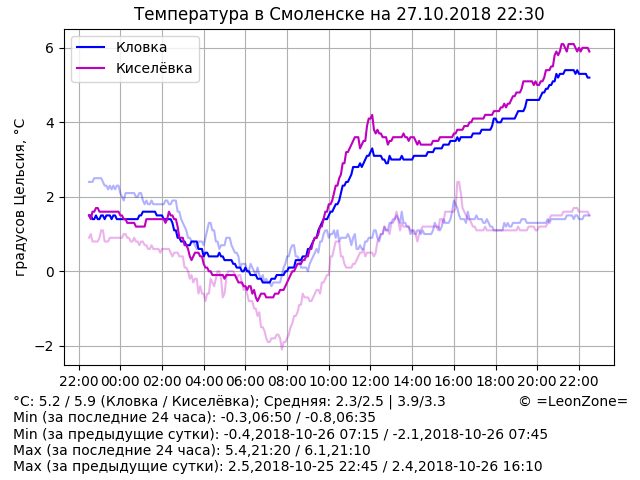 Температура в Смоленске на 27.10.2018 22:30
градусов Цельсия, °C
6
4
2
0
−2
Кловка
Киселёвка
22:00 00:00 02:00 04:00 06:00 08:00 10:00 12:00 14:00 16:00 18:00 20:00 22:00
°C: 5.2 / 5.9 (Кловка / Киселёвка); Средняя: 2.3/2.5 | 3.9/3.3 © =LeonZone=
Min (за последние 24 часа): -0.3,06:50 / -0.8,06:35
Min (за предыдущие сутки): -0.4,2018-10-26 07:15 / -2.1,2018-10-26 07:45
Max (за последние 24 часа): 5.4,21:20 / 6.1,21:10
Max (за предыдущие сутки): 2.5,2018-10-25 22:45 / 2.4,2018-10-26 16:10